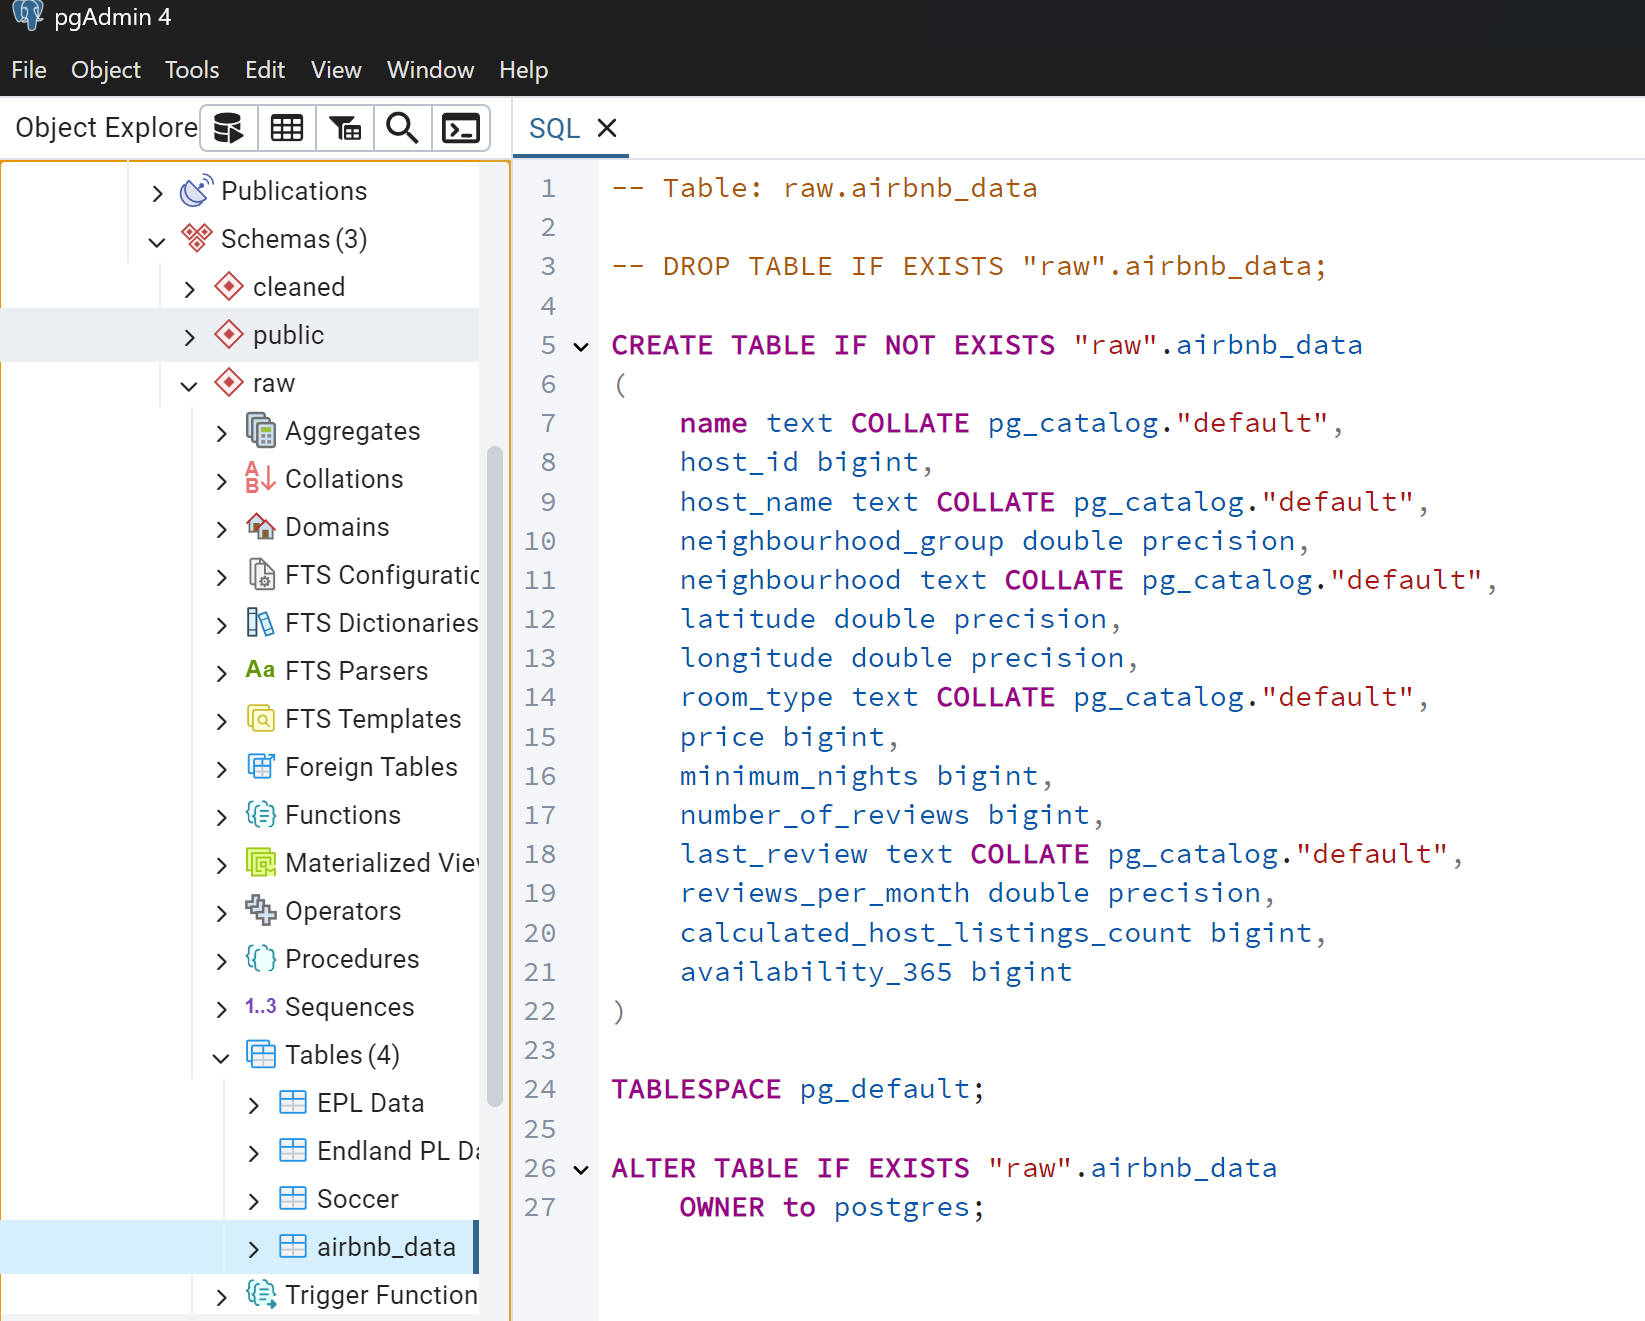 pgAdmin 4
File Object Tools Edit View Window Help
Object Explore
SQL
Publications
Schemas (3)
cleaned
public
raw
Aggregates
Collations
Domains
FTS Configuratio
FTS Dictionaries
Aa FTS Parsers
FTS Templates
Foreign Tables
Functions
Materialized Vie
Operators
Procedures
1..3 Sequences
Tables (4)
EPL Data
Endland PL Da
Soccer
airbnb_data
Trigger Function
1 -- Table: raw.airbnb_data
2
3 -- DROP TABLE IF EXISTS "raw".airbnb_data;
4
5 CREATE TABLE IF NOT EXISTS "raw".airbnb_data
6 (
7 name text COLLATE pg_catalog."default",
8 host_id bigint,
9 host_name text COLLATE pg_catalog."default",
10 neighbourhood_group double precision,
11 neighbourhood text COLLATE pg_catalog."default",
12 latitude double precision,
13 longitude double precision,
14 room_type text COLLATE pg_catalog."default",
15 price bigint,
16 minimum_nights bigint,
17 number_of_reviews bigint,
18 last_review text COLLATE pg_catalog."default",
19 reviews_per_month double precision,
20 calculated_host_listings_count bigint,
21 availability_365 bigint
22 )
23
24 TABLESPACE pg_default;
25
26 ALTER TABLE IF EXISTS "raw".airbnb_data
27 OWNER to postgres;